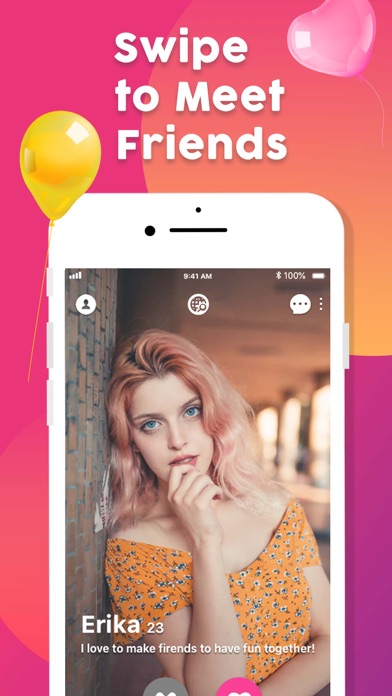 Swipe
to Meet
Friends
9:41 AM
100%
Erika 23
I love to make firends to have fun together!